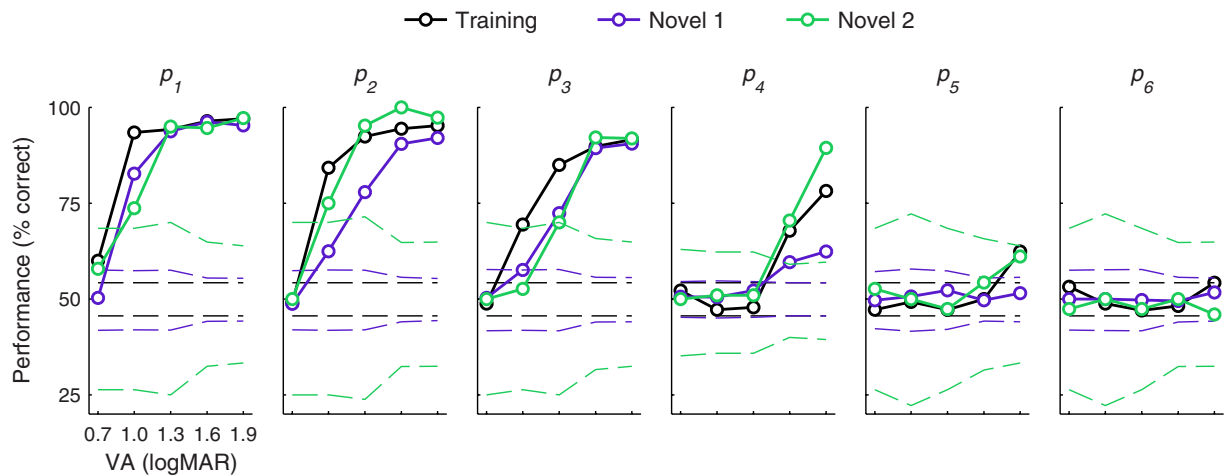 Training Novel 1 Novel 2
p1 p2 p3 p4 p5 p6
Performance (% correct)
100
75
50
25
0.7 1.0 1.3 1.6 1.9
VA (logMAR)